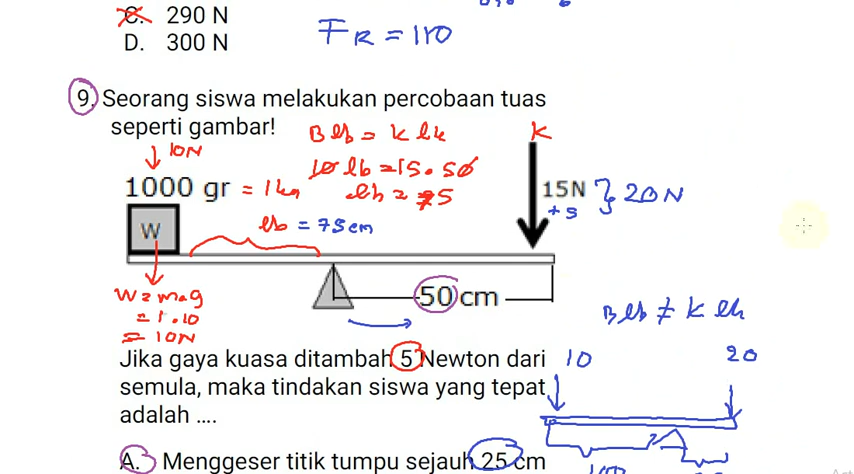 C. 290 N
D. 300 N
FR = 110
9. Seorang siswa melakukan percobaan tuas
seperti gambar!
B lb = k lk
K
10N
10 lb = 15 . 50
1000 gr = 1 kg
lb = 75
15N
+ 5
20 N
lb = 75 cm
W
W = m.g
= 1.10
= 10N
50 cm
B lb ≠ K lk
Jika gaya kuasa ditambah 5 Newton dari
semula, maka tindakan siswa yang tepat
adalah ....
10
20
A. Menggeser titik tumpu sejauh 25 cm